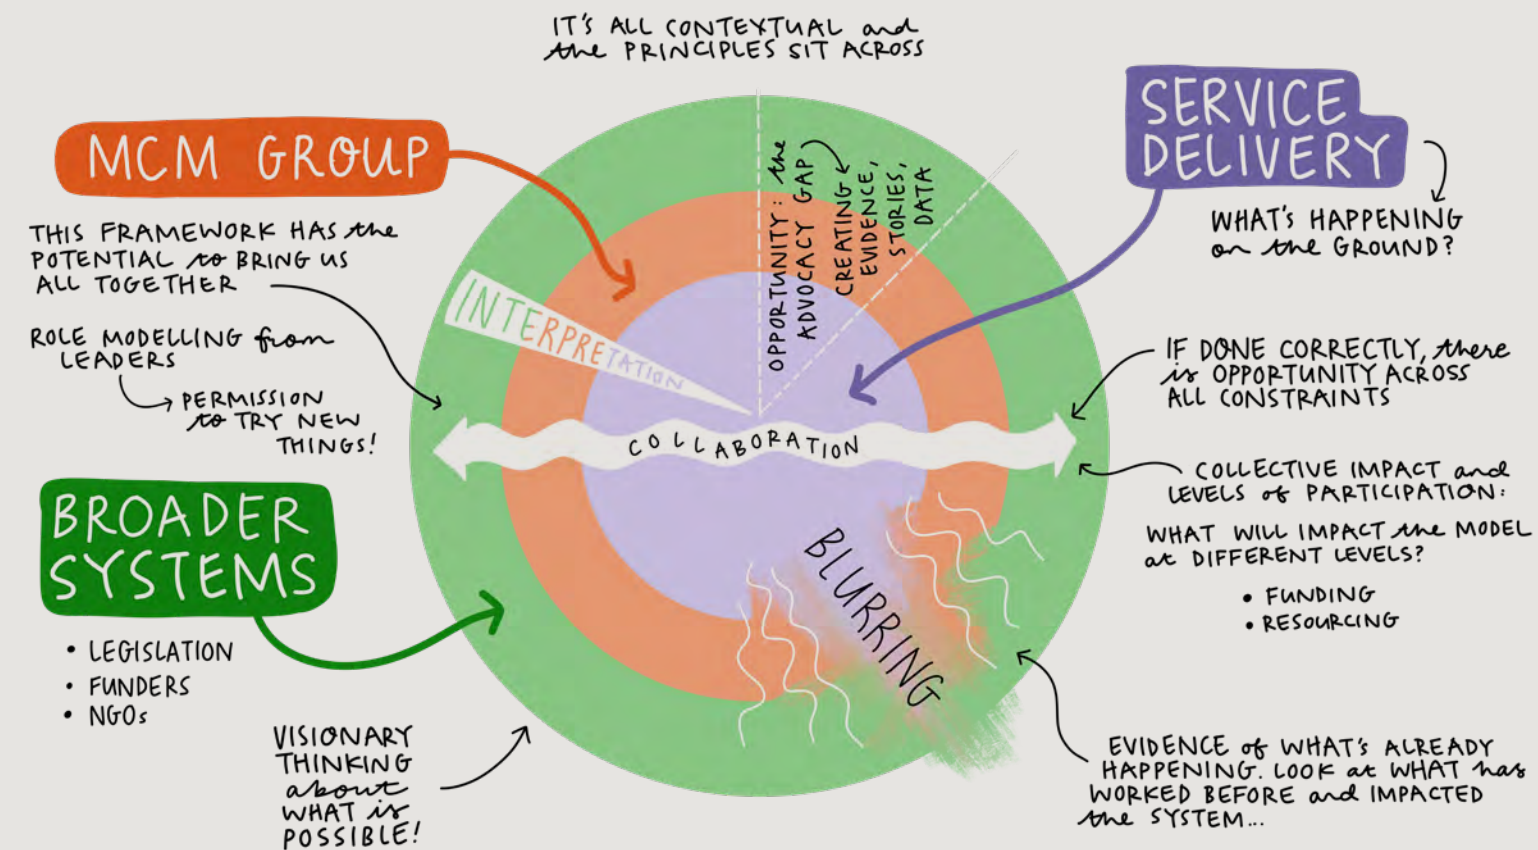 IT'S ALL CONTEXTUAL and
the PRINCIPLES SIT ACROSS
MCM GROUP
THIS FRAMEWORK HAS the
POTENTIAL to BRING US
ALL TOGETHER
ROLE MODELLING from
LEADERS
PERMISSION
to TRY NEW
THINGS!
BROADER
SYSTEMS
• LEGISLATION
• FUNDERS
• NGOs
VISIONARY
THINKING
about
WHAT is
POSSIBLE!
INTERPRETATION
OPPORTUNITY: the
ADVOCACY GAP
CREATING
EVIDENCE,
STORIES,
DATA
COLLABORATION
BLURRING
SERVICE
DELIVERY
WHAT'S HAPPENING
on the GROUND?
IF DONE CORRECTLY, there
is OPPORTUNITY ACROSS
ALL CONSTRAINTS
COLLECTIVE IMPACT and
LEVELS of PARTICIPATION:
WHAT WILL IMPACT the MODEL
at DIFFERENT LEVELS?
• FUNDING
• RESOURCING
EVIDENCE of WHAT'S ALREADY
HAPPENING. LOOK at WHAT has
WORKED BEFORE and IMPACTED
the SYSTEM...